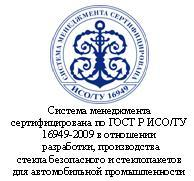 СИСТЕМА МЕНЕДЖМЕНТА СЕРТИФИЦИРОВАНА
ИСО/ТУ 16949
Система менеджмента
сертифицирована по ГОСТ Р ИСО/ТУ
16949-2009 в отношении
разработки, производства
стекла безопасного и стеклопакетов
для автомобильной промышленности